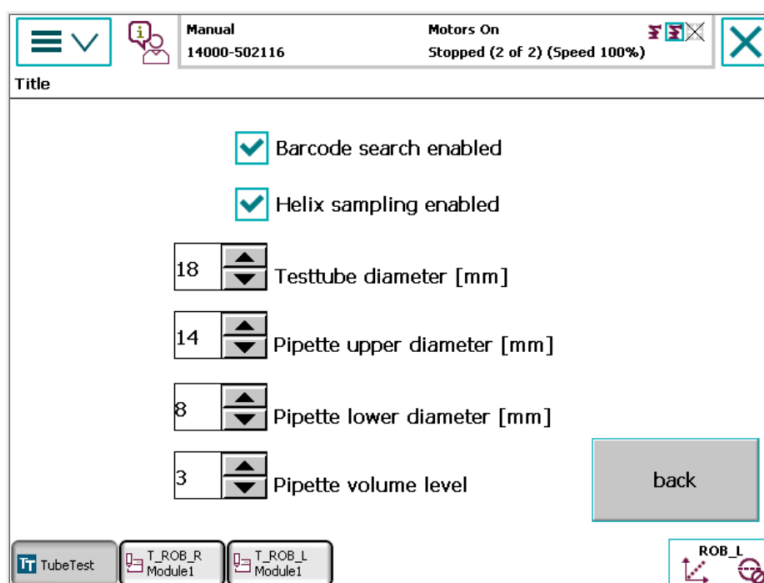 Manual
14000-502116
Motors On
Stopped (2 of 2) (Speed 100%)
Title
Barcode search enabled
Helix sampling enabled
18
Testtube diameter [mm]
14
Pipette upper diameter [mm]
8
Pipette lower diameter [mm]
3
Pipette volume level
back
TT TubeTest
T_ROB_R
Module1
T_ROB_L
Module1
ROB_L